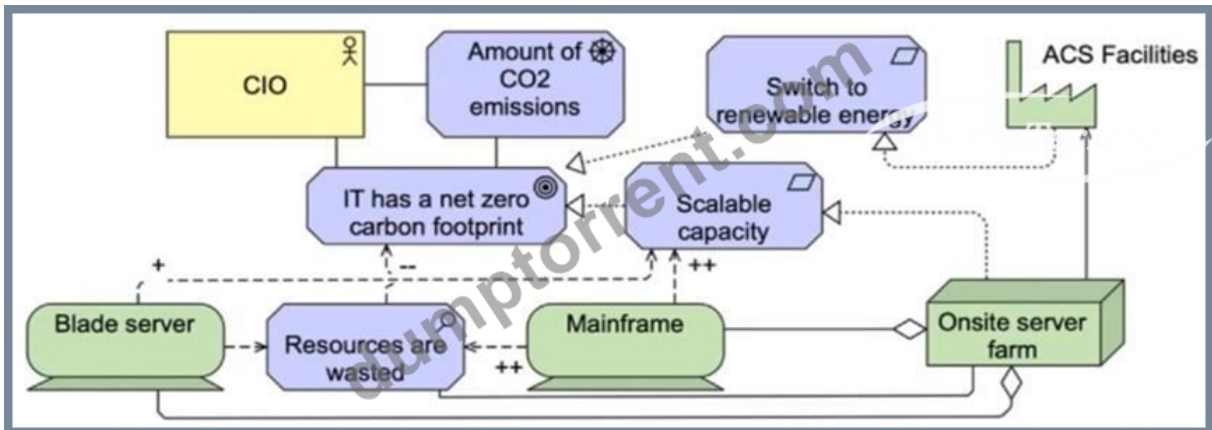 CIO
Amount of
CO2
emissions
Switch to
renewable energy
ACS Facilities
IT has a net zero
carbon footprint
Scalable
capacity
+
--
++
Blade server
Resources are
wasted
Mainframe
++
Onsite server
farm
dumptorrent.com